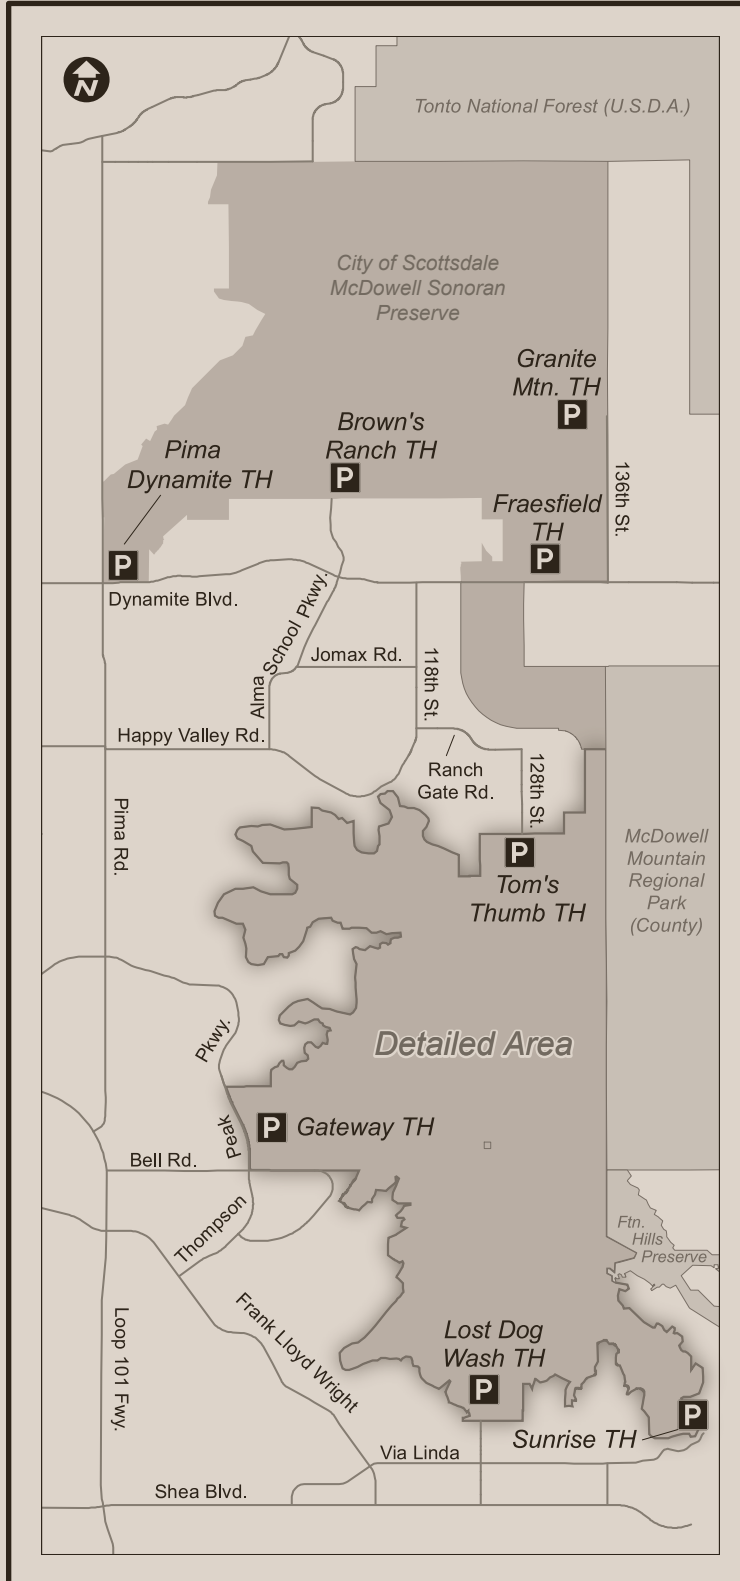 N
Tonto National Forest (U.S.D.A.)
City of Scottsdale
McDowell Sonoran
Preserve
Granite
Mtn. TH
P
Brown's
Ranch TH
P
Pima
Dynamite TH
P
Fraesfield
TH
P
136th St.
Dynamite Blvd.
Alma School Pkwy.
Jomax Rd.
118th St.
Happy Valley Rd.
Ranch
Gate Rd.
128th St.
Pima Rd.
P
Tom's
Thumb TH
McDowell
Mountain
Regional
Park
(County)
Detailed Area
Thompson Peak Pkwy.
P Gateway TH
Bell Rd.
Ftn.
Hills
Preserve
Loop 101 Fwy.
Frank Lloyd Wright
Lost Dog
Wash TH
P
Sunrise TH
P
Via Linda
Shea Blvd.